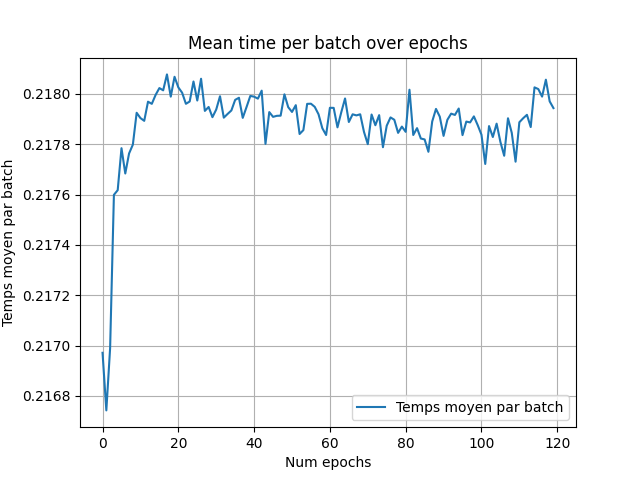 Mean time per batch over epochs
0.2180
0.2178
0.2176
0.2174
0.2172
0.2170
0.2168
Temps moyen par batch
Temps moyen par batch
0 20 40 60 80 100 120
Num epochs